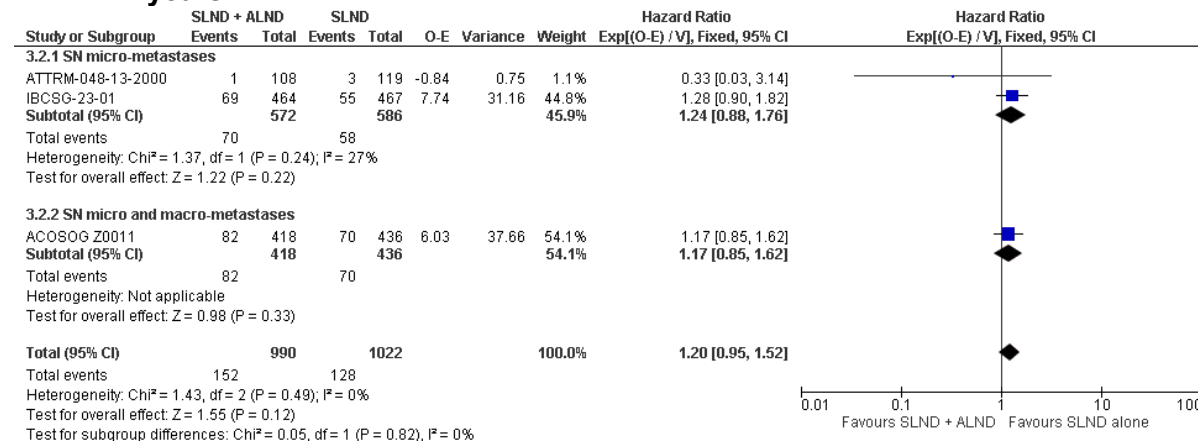 SLND + ALND SLND Hazard Ratio Hazard Ratio
Study or Subgroup Events Total Events Total O-E Variance Weight Exp[(O-E) / V], Fixed, 95% CI Exp[(O-E) / V], Fixed, 95% CI
3.2.1 SN micro-metastases
ATTRM-048-13-2000 1 108 3 119 -0.84 0.75 1.1% 0.33 [0.03, 3.14]
IBCSG-23-01 69 464 55 467 7.74 31.16 44.8% 1.28 [0.90, 1.82]
Subtotal (95% CI) 572 586 45.9% 1.24 [0.88, 1.76]
Total events 70 58
Heterogeneity: Chi² = 1.37, df = 1 (P = 0.24); I² = 27%
Test for overall effect: Z = 1.22 (P = 0.22)
3.2.2 SN micro and macro-metastases
ACOSOG Z0011 82 418 70 436 6.03 37.66 54.1% 1.17 [0.85, 1.62]
Subtotal (95% CI) 418 436 54.1% 1.17 [0.85, 1.62]
Total events 82 70
Heterogeneity: Not applicable
Test for overall effect: Z = 0.98 (P = 0.33)
Total (95% CI) 990 1022 100.0% 1.20 [0.95, 1.52]
Total events 152 128
Heterogeneity: Chi² = 1.43, df = 2 (P = 0.49); I² = 0%
Test for overall effect: Z = 1.55 (P = 0.12)
Test for subgroup differences: Chi² = 0.05, df = 1 (P = 0.82), I² = 0%
0.01 0.1 1 10 100
Favours SLND + ALND Favours SLND alone